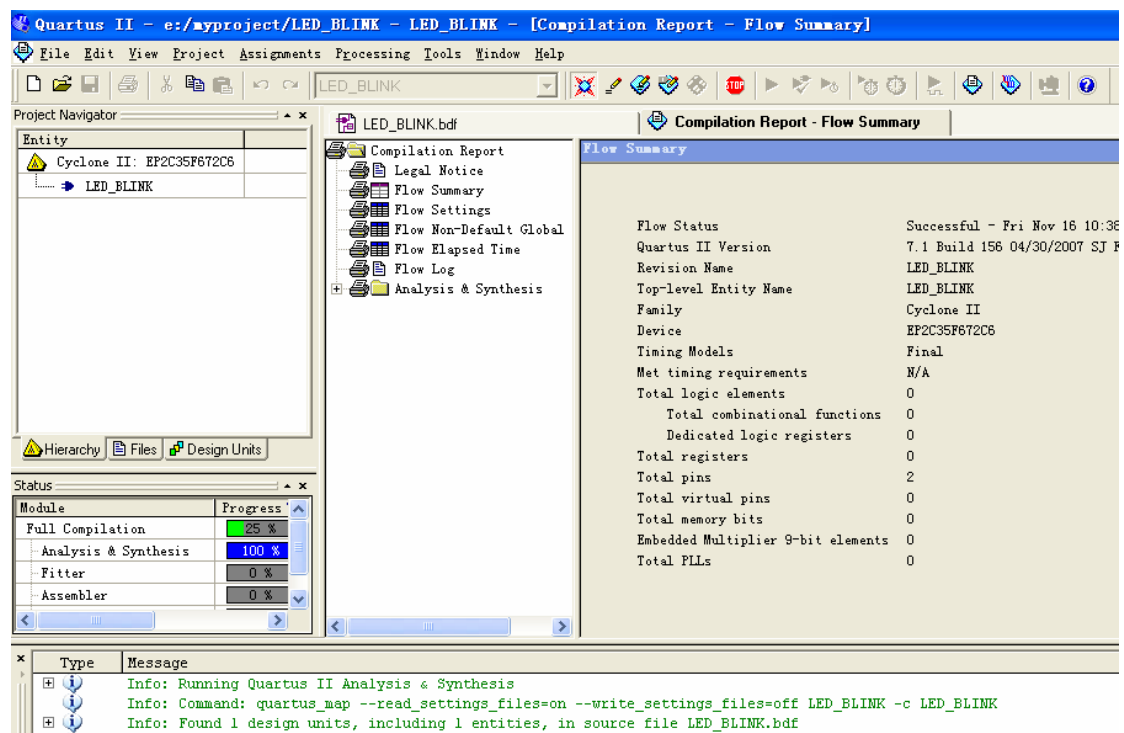 Quartus II - e:/myproject/LED_BLINK - LED_BLINK - [Compilation Report - Flow Summary]
File Edit View Project Assignments Processing Tools Window Help
LED_BLINK
STOP
Project Navigator
Entity
Cyclone II: EP2C35F672C6
LED_BLINK
Hierarchy Files Design Units
Status
Module Progress
Full Compilation 25 %
Analysis & Synthesis 100 %
Fitter 0 %
Assembler 0 %
LED_BLINK.bdf
Compilation Report - Flow Summary
Compilation Report
Legal Notice
Flow Summary
Flow Settings
Flow Non-Default Global
Flow Elapsed Time
Flow Log
Analysis & Synthesis
Flow Summary
Flow Status Successful - Fri Nov 16 10:38
Quartus II Version 7.1 Build 156 04/30/2007 SJ F
Revision Name LED_BLINK
Top-level Entity Name LED_BLINK
Family Cyclone II
Device EP2C35F672C6
Timing Models Final
Met timing requirements N/A
Total logic elements 0
Total combinational functions 0
Dedicated logic registers 0
Total registers 0
Total pins 2
Total virtual pins 0
Total memory bits 0
Embedded Multiplier 9-bit elements 0
Total PLLs 0
Type Message
Info: Running Quartus II Analysis & Synthesis
Info: Command: quartus_map --read_settings_files=on --write_settings_files=off LED_BLINK -c LED_BLINK
Info: Found 1 design units, including 1 entities, in source file LED_BLINK.bdf